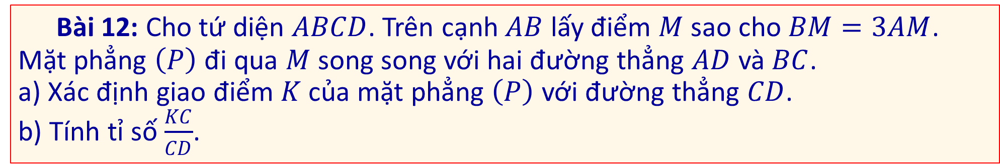 Bài 12: Cho tứ diện ABCD. Trên cạnh AB lấy điểm M sao cho BM = 3AM.
Mặt phẳng (P) đi qua M song song với hai đường thẳng AD và BC.
a) Xác định giao điểm K của mặt phẳng (P) với đường thẳng CD.
b) Tính tỉ số KC/CD.